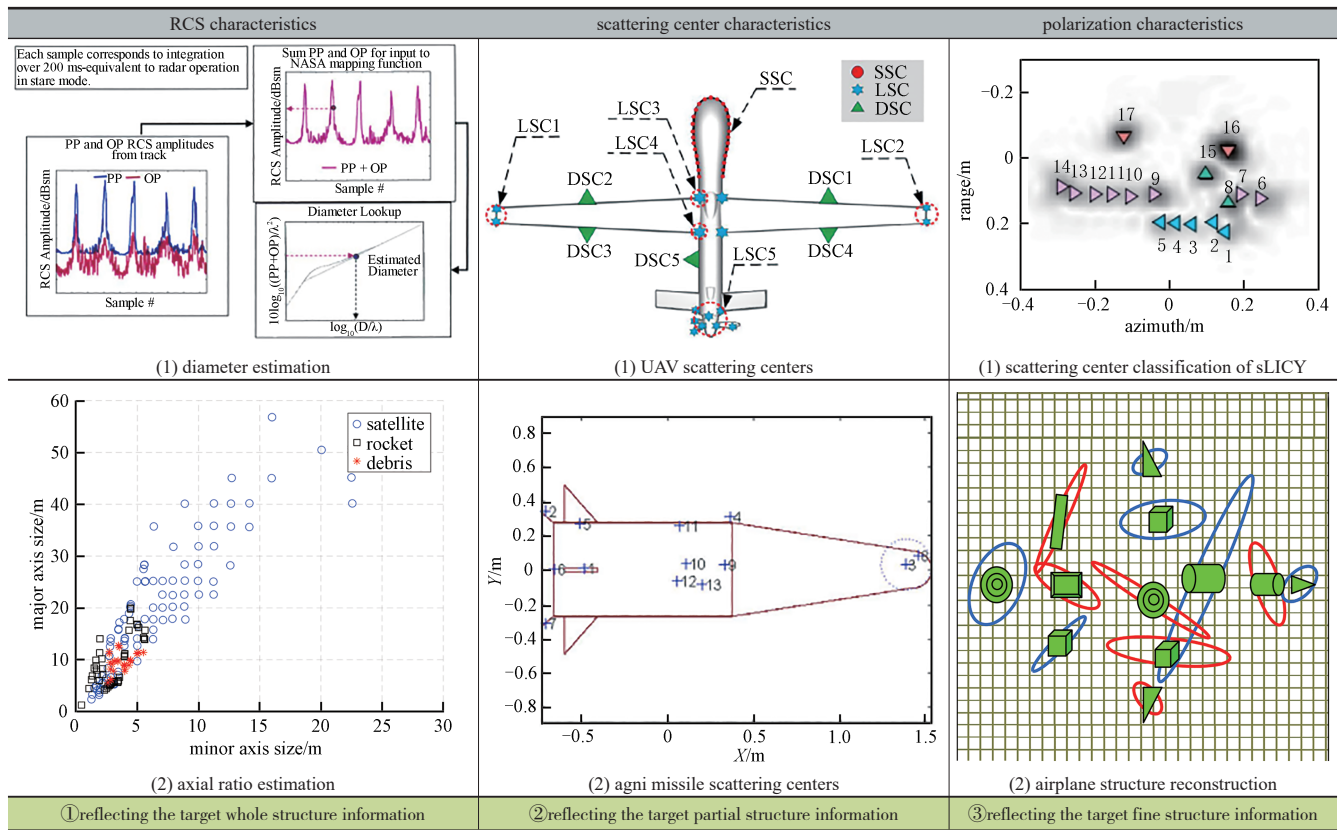 RCS characteristics
scattering center characteristics
polarization characteristics
Each sample corresponds to integration
over 200 ms-equivalent to radar operation
in stare mode.
PP and OP RCS amplitudes
from track
PP OP
RCS Amplitude/dBsm
Sample #
Sum PP and OP for input to
NASA mapping function
RCS Amplitude/dBsm
PP + OP
Sample #
Diameter Lookup
10log10((PP+OP)/λ²)
Estimated
Diameter
log10(D/λ)
(1) diameter estimation
SSC
LSC
DSC
SSC
LSC3
LSC1
LSC4
LSC2
DSC2
DSC1
DSC3
DSC4
DSC5
LSC5
(1) UAV scattering centers
range/m
−0.2
0
0.2
0.4
17
16
15
14 13 12 11 10 9
8
7
6
5 4 3 2
1
−0.4 −0.2 0 0.2 0.4
azimuth/m
(1) scattering center classification of sLICY
major axis size/m
60
50
40
30
20
10
0
satellite
rocket
debris
0 5 10 15 20 25 30
minor axis size/m
(2) axial ratio estimation
Y/m
0.8
0.6
0.4
0.2
0
−0.2
−0.4
−0.6
−0.8
2
5
11
4
10
9
3
12
13
7
−0.5 0 0.5 1.0 1.5
X/m
(2) agni missile scattering centers
(2) airplane structure reconstruction
①reflecting the target whole structure information
②reflecting the target partial structure information
③reflecting the target fine structure information